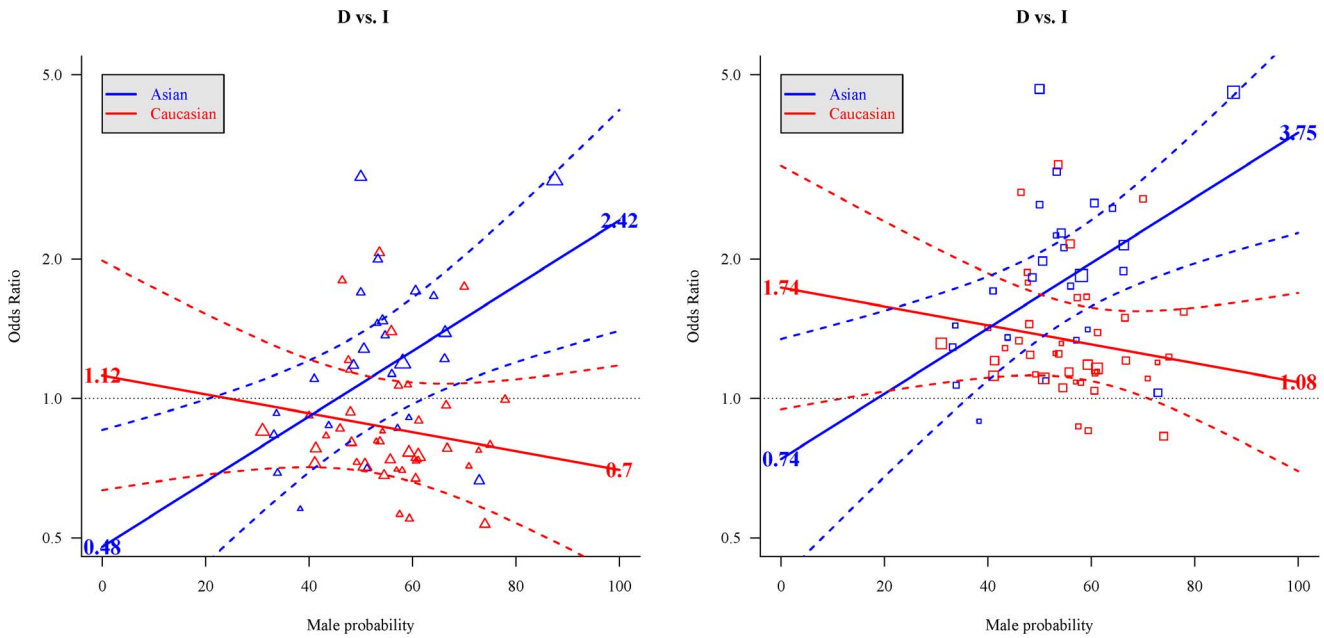 D vs. I
5.0
2.0
1.0
0.5
Odds Ratio
Asian
Caucasian
1.12
0.48
2.42
0.7
0
20
40
60
80
100
Male probability
D vs. I
5.0
2.0
1.0
0.5
Odds Ratio
Asian
Caucasian
1.74
0.74
3.75
1.08
0
20
40
60
80
100
Male probability